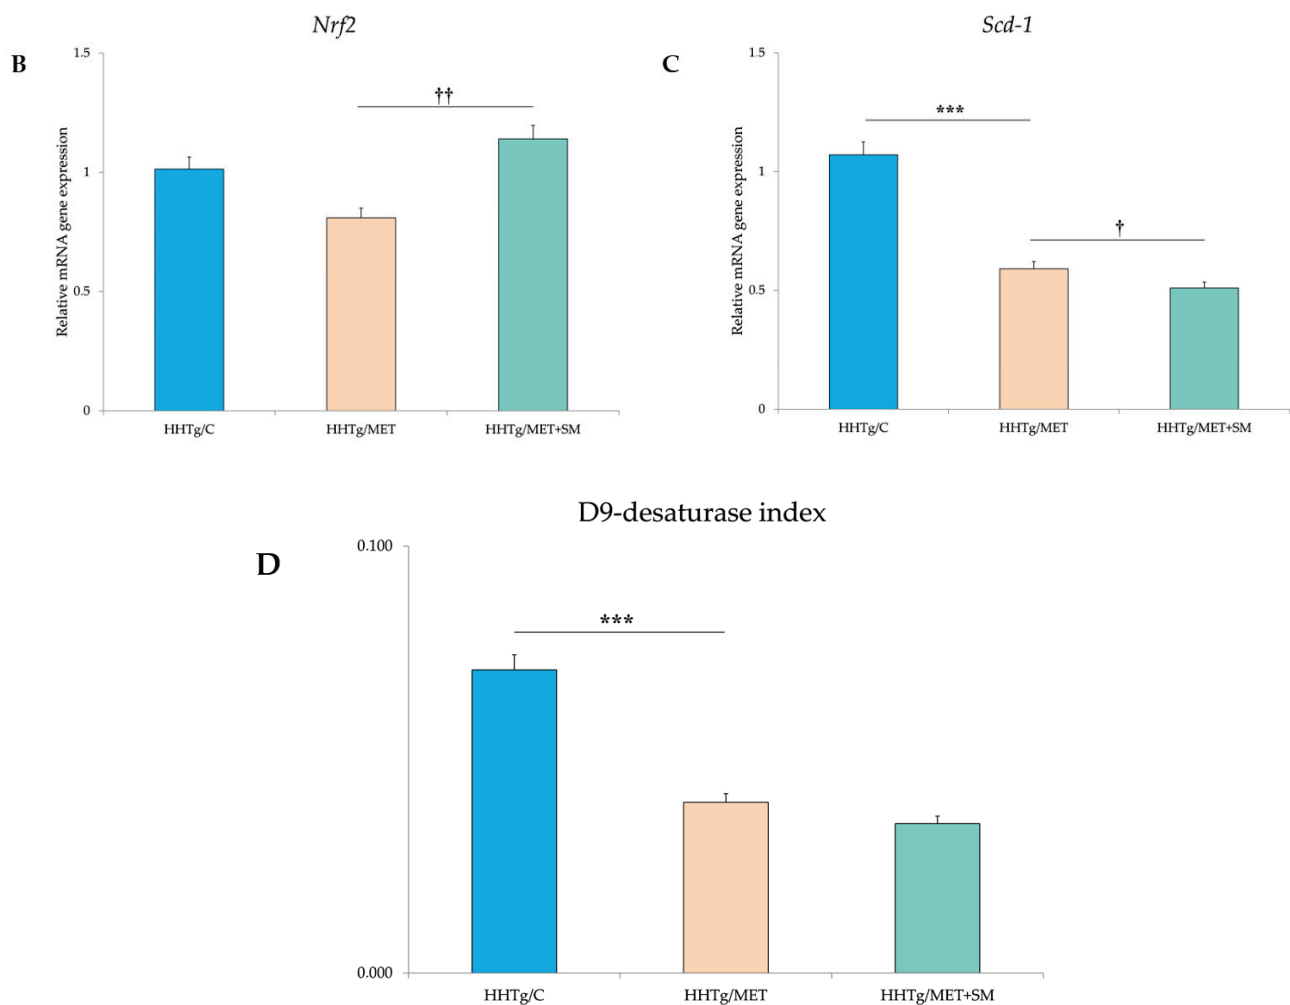 Nrf2
B
1.5
1
0.5
0
Relative mRNA gene expression
††
HHTg/C HHTg/MET HHTg/MET+SM
Scd-1
C
1.5
1
0.5
0
Relative mRNA gene expression
***
†
HHTg/C HHTg/MET HHTg/MET+SM
D9-desaturase index
D
0.100
0.000
***
HHTg/C HHTg/MET HHTg/MET+SM